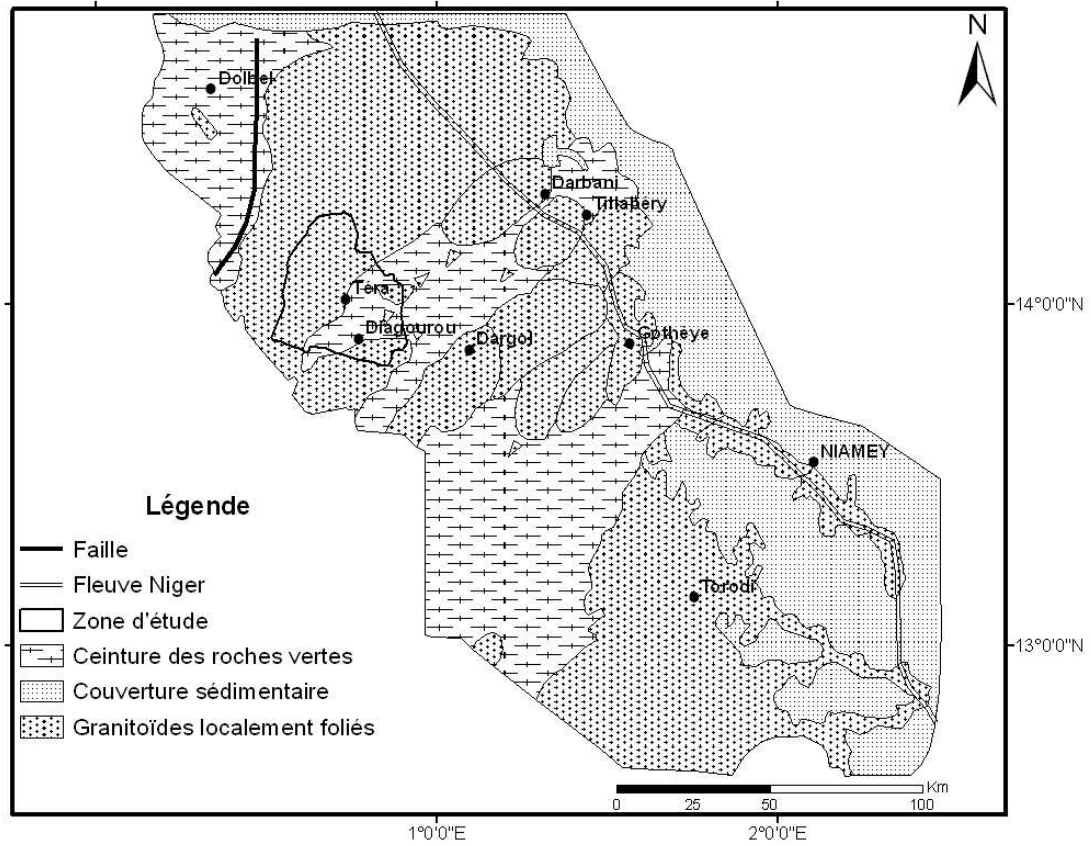 N
Dolbel
Darbani
Tillabéry
Téra
Diagourou
Dargol
Gothèye
14°0'0"N
NIAMEY
Légende
Faille
Fleuve Niger
Zone d'étude
Ceinture des roches vertes
Couverture sédimentaire
Granitoïdes localement foliés
Torodi
13°0'0"N
Km
0 25 50 100
1°0'0"E 2°0'0"E